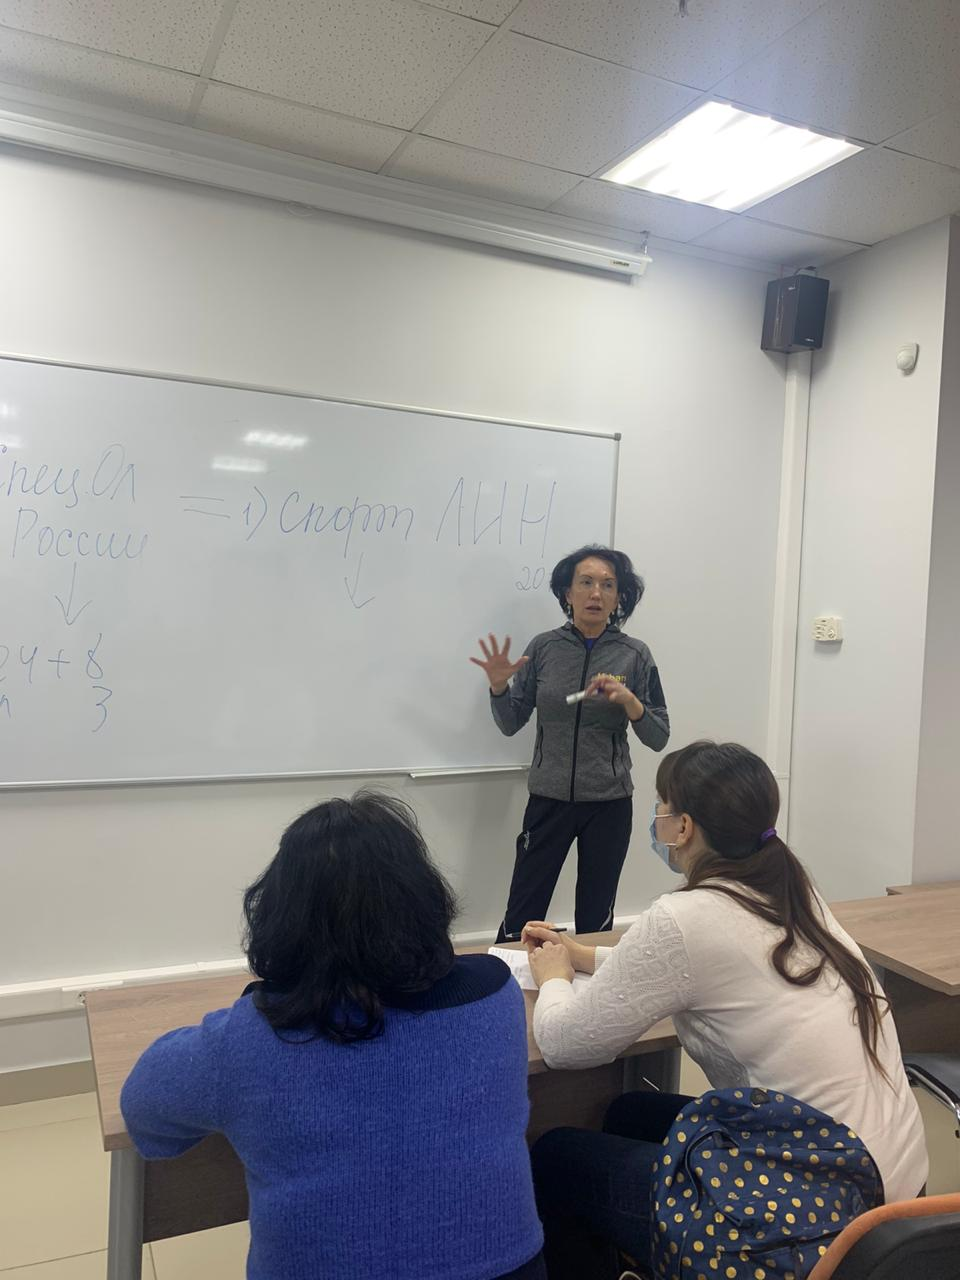 Спец.Ол
России
= 1) Спорт ЛИН
20
24 + 8
3